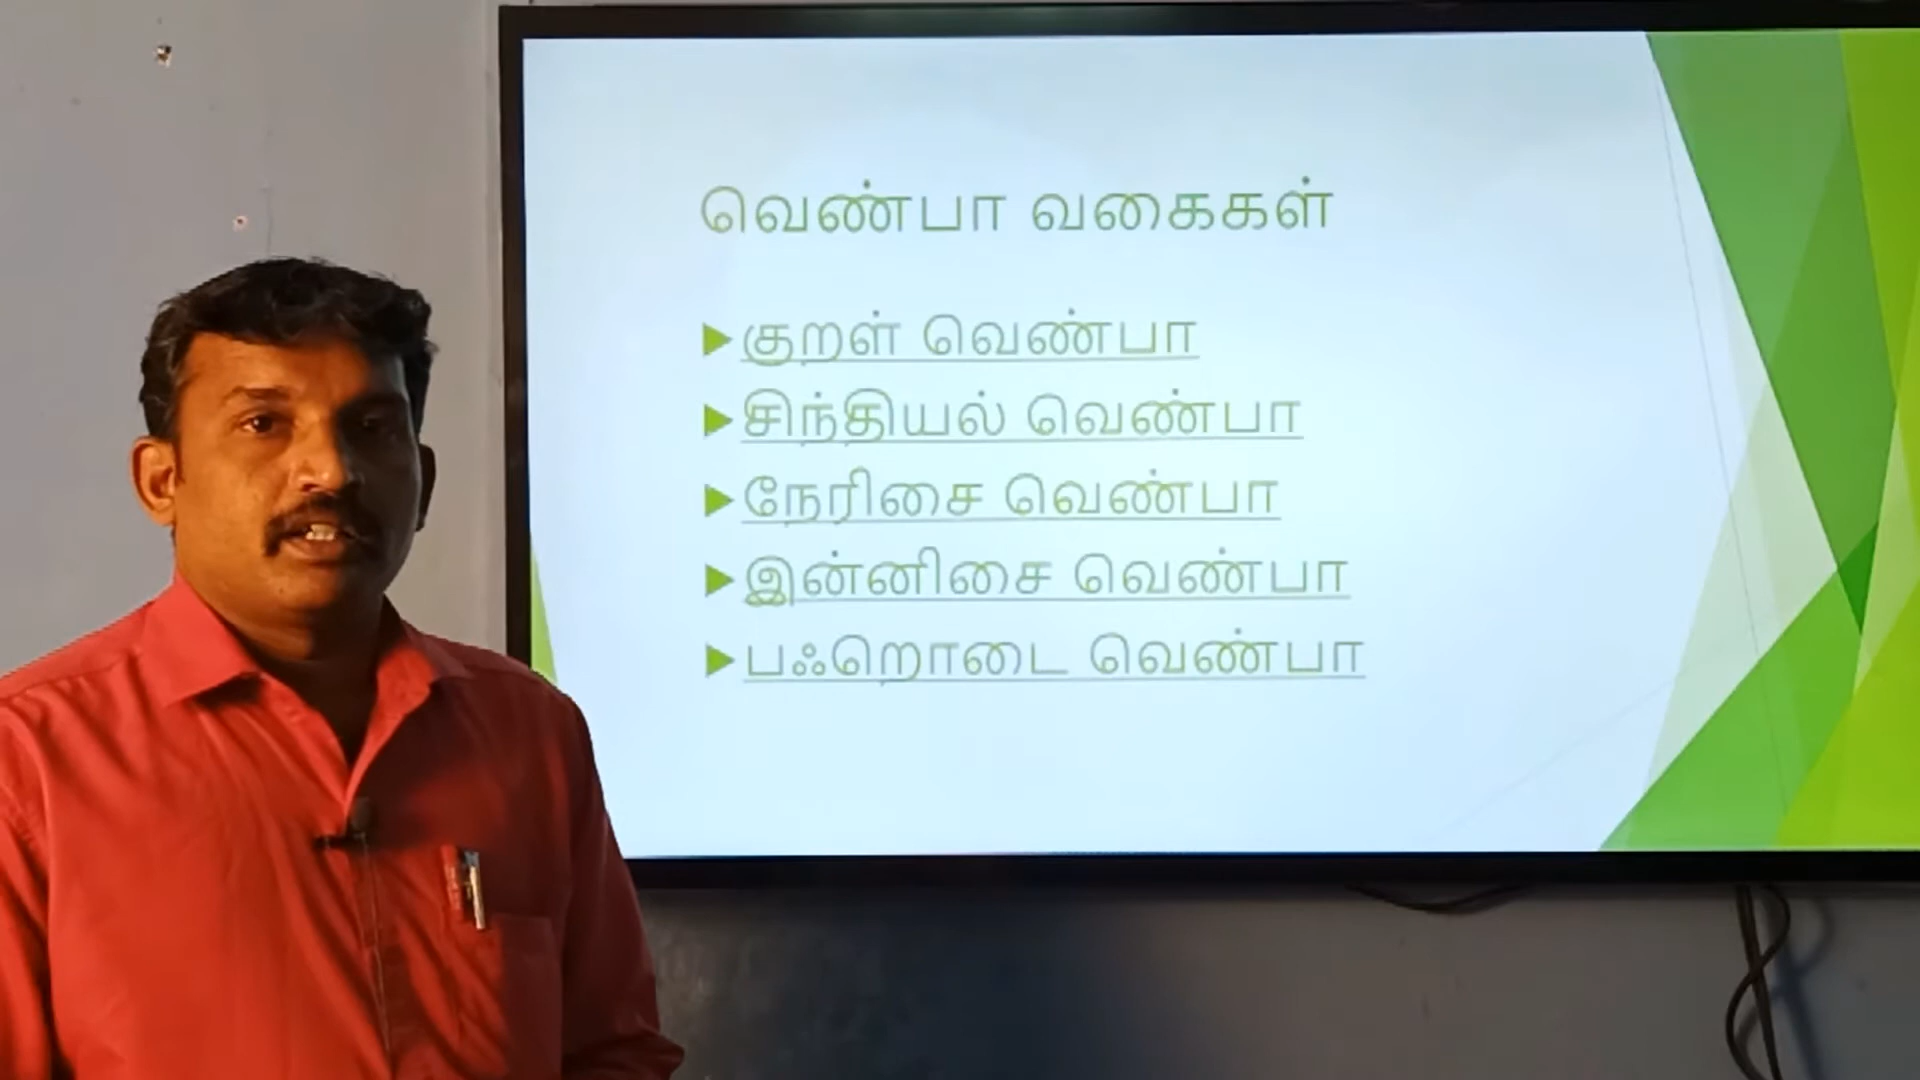 வெண்பா வகைகள்
குறள் வெண்பா
சிந்தியல் வெண்பா
நேரிசை வெண்பா
இன்னிசை வெண்பா
பஃறொடை வெண்பா